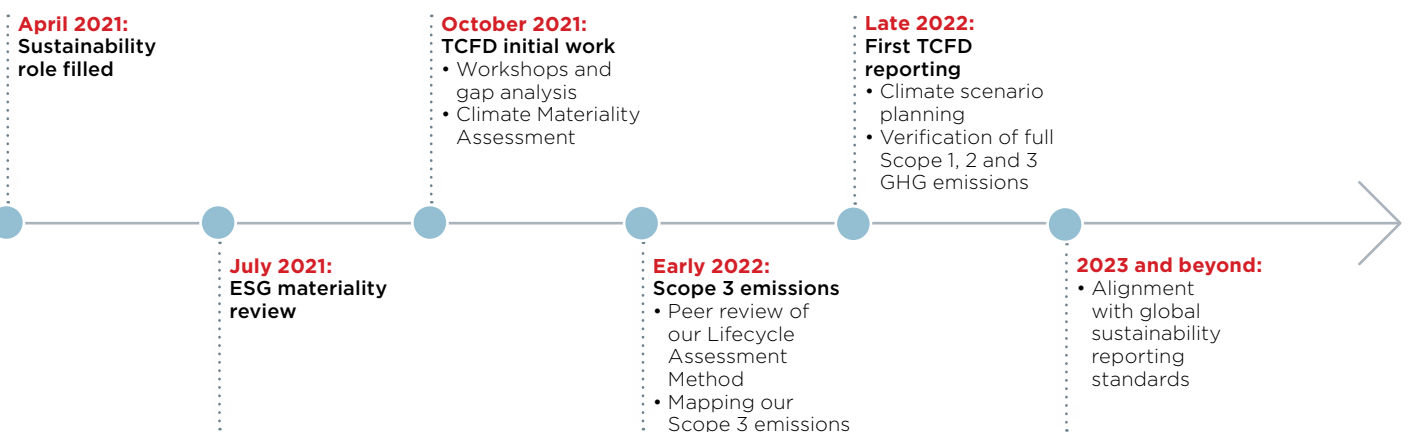 April 2021:
Sustainability
role filled
July 2021:
ESG materiality
review
October 2021:
TCFD initial work
• Workshops and
gap analysis
• Climate Materiality
Assessment
Early 2022:
Scope 3 emissions
• Peer review of
our Lifecycle
Assessment
Method
• Mapping our
Scope 3 emissions
Late 2022:
First TCFD
reporting
• Climate scenario
planning
• Verification of full
Scope 1, 2 and 3
GHG emissions
2023 and beyond:
• Alignment
with global
sustainability
reporting
standards